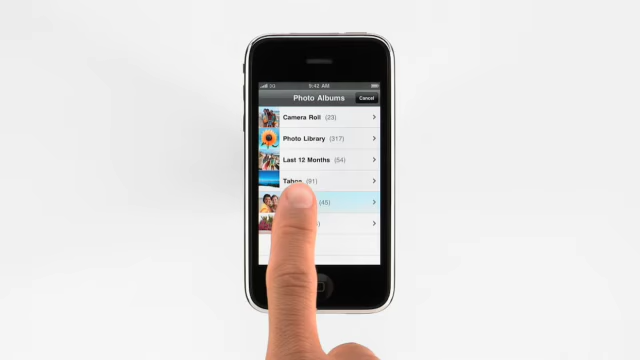 3G 9:42 AM
Photo Albums Cancel
Camera Roll (23)
Photo Library (317)
Last 12 Months (54)
Tahoe (91)
(45)